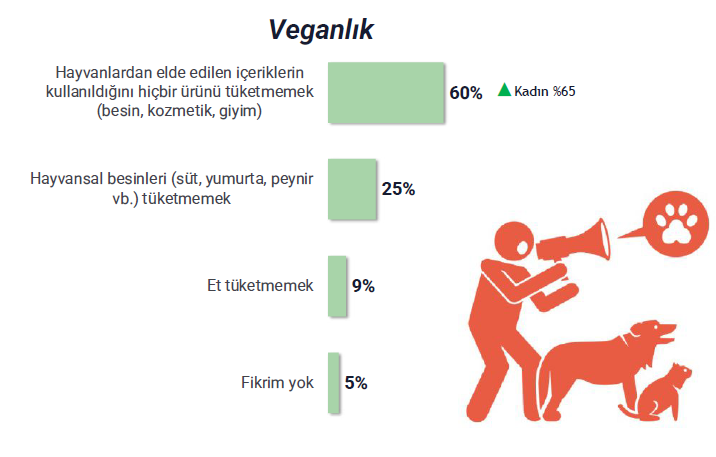 Veganlık
Hayvanlardan elde edilen içeriklerin
kullanıldığını hiçbir ürünü tüketmemek
(besin, kozmetik, giyim)
60%
Kadın %65
Hayvansal besinleri (süt, yumurta, peynir
vb.) tüketmemek
25%
Et tüketmemek
9%
Fikrim yok
5%